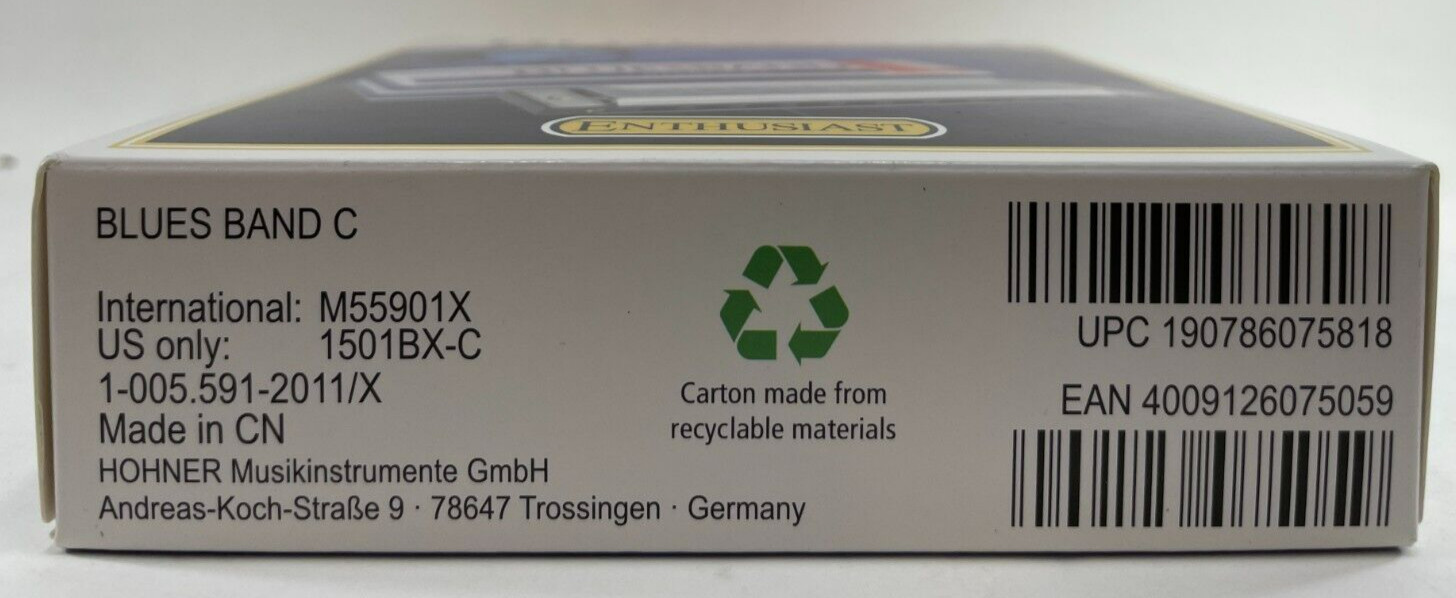 ENTHUSIAST
BLUES BAND C
International: M55901X
US only: 1501BX-C
1-005.591-2011/X
Made in CN
HOHNER Musikinstrumente GmbH
Andreas-Koch-Straße 9 · 78647 Trossingen · Germany
Carton made from
recyclable materials
UPC 190786075818
EAN 4009126075059